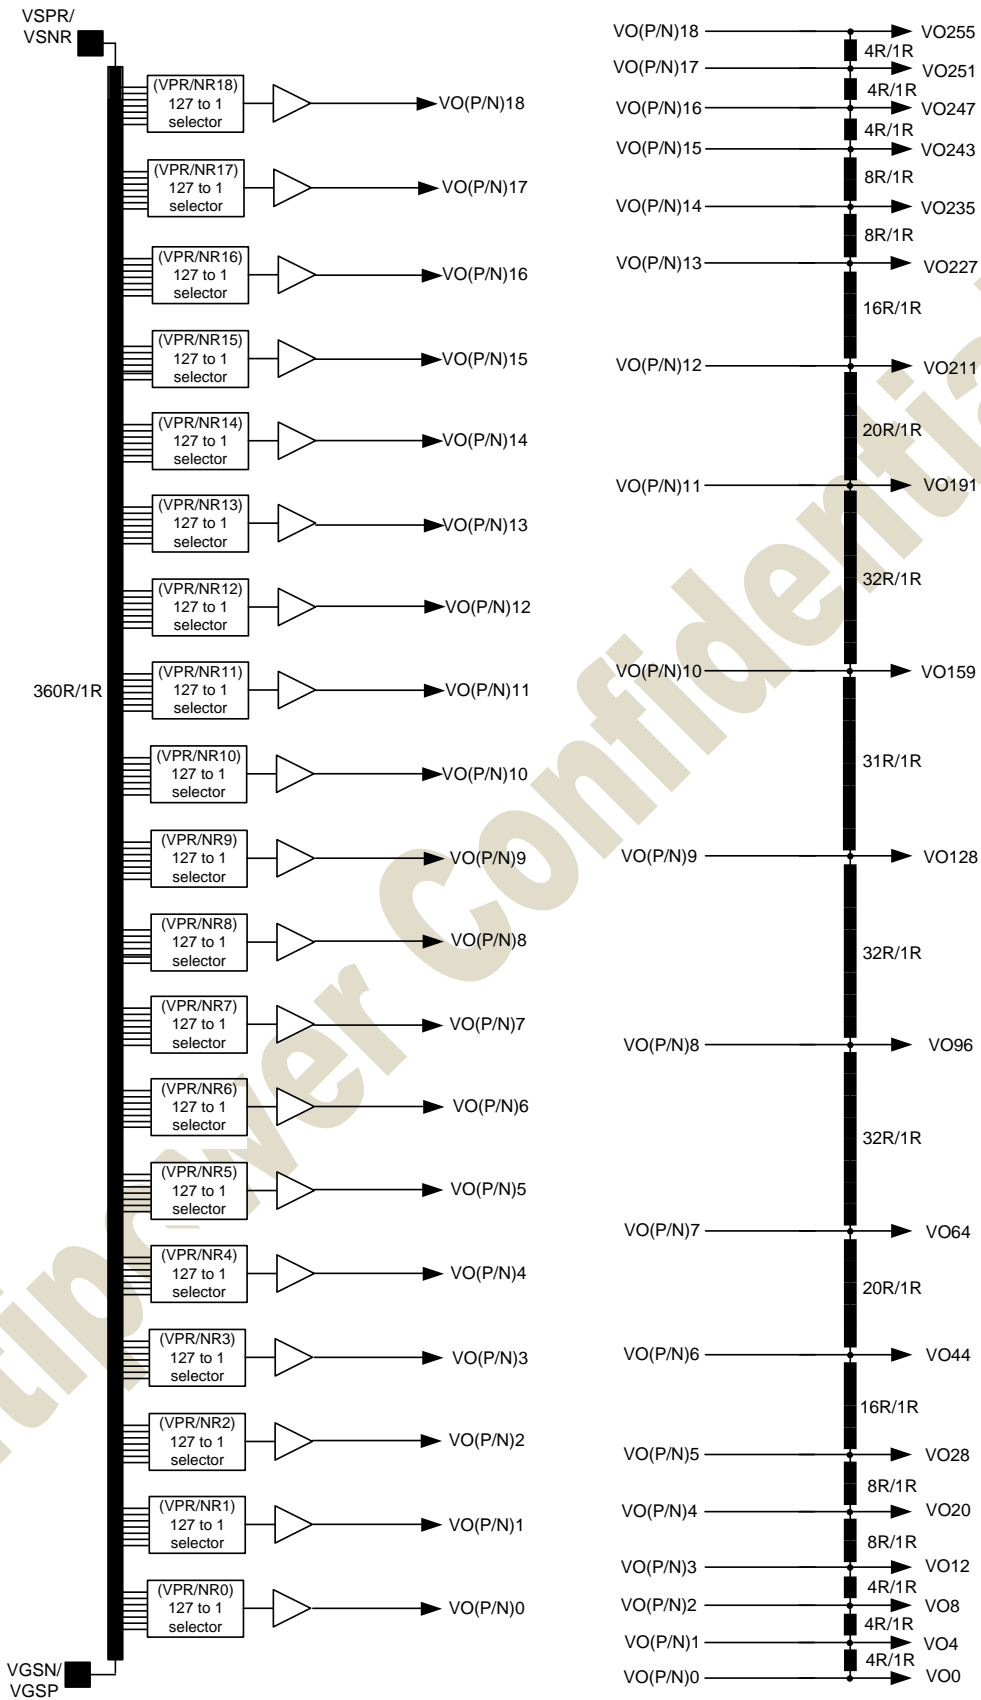 VSPR/
VSNR
(VPR/NR18)
127 to 1
selector
VO(P/N)18
(VPR/NR17)
127 to 1
selector
VO(P/N)17
(VPR/NR16)
127 to 1
selector
VO(P/N)16
(VPR/NR15)
127 to 1
selector
VO(P/N)15
(VPR/NR14)
127 to 1
selector
VO(P/N)14
(VPR/NR13)
127 to 1
selector
VO(P/N)13
(VPR/NR12)
127 to 1
selector
VO(P/N)12
360R/1R
(VPR/NR11)
127 to 1
selector
VO(P/N)11
(VPR/NR10)
127 to 1
selector
VO(P/N)10
(VPR/NR9)
127 to 1
selector
VO(P/N)9
(VPR/NR8)
127 to 1
selector
VO(P/N)8
(VPR/NR7)
127 to 1
selector
VO(P/N)7
(VPR/NR6)
127 to 1
selector
VO(P/N)6
(VPR/NR5)
127 to 1
selector
VO(P/N)5
(VPR/NR4)
127 to 1
selector
VO(P/N)4
(VPR/NR3)
127 to 1
selector
VO(P/N)3
(VPR/NR2)
127 to 1
selector
VO(P/N)2
(VPR/NR1)
127 to 1
selector
VO(P/N)1
(VPR/NR0)
127 to 1
selector
VO(P/N)0
VGSN/
VGSP
VO(P/N)18 VO255
4R/1R
VO(P/N)17 VO251
4R/1R
VO(P/N)16 VO247
4R/1R
VO(P/N)15 VO243
8R/1R
VO(P/N)14 VO235
8R/1R
VO(P/N)13 VO227
16R/1R
VO(P/N)12 VO211
20R/1R
VO(P/N)11 VO191
32R/1R
VO(P/N)10 VO159
31R/1R
VO(P/N)9 VO128
32R/1R
VO(P/N)8 VO96
32R/1R
VO(P/N)7 VO64
20R/1R
VO(P/N)6 VO44
16R/1R
VO(P/N)5 VO28
8R/1R
VO(P/N)4 VO20
8R/1R
VO(P/N)3 VO12
4R/1R
VO(P/N)2 VO8
4R/1R
VO(P/N)1 VO4
4R/1R
VO(P/N)0 VO0
Confidential